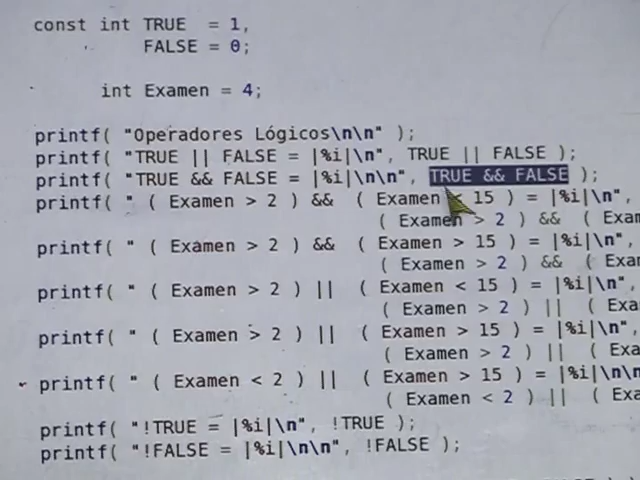 const int TRUE = 1,
FALSE = 0;
int Examen = 4;
printf( "Operadores Lógicos\n\n" );
printf( "TRUE || FALSE = |%i|\n", TRUE || FALSE );
printf( "TRUE && FALSE = |%i|\n\n", TRUE && FALSE );
printf( " ( Examen > 2 ) && ( Examen < 15 ) = |%i|\n",
( Examen > 2 ) && ( Exam
printf( " ( Examen > 2 ) && ( Examen > 15 ) = |%i|\n",
( Examen > 2 ) && ( Exam
printf( " ( Examen > 2 ) || ( Examen < 15 ) = |%i|\n",
( Examen > 2 ) || ( Exa
printf( " ( Examen > 2 ) || ( Examen > 15 ) = |%i|\n",
( Examen > 2 ) || ( Exa
printf( " ( Examen < 2 ) || ( Examen > 15 ) = |%i|\n\n
( Examen < 2 ) || ( Exa
printf( "!TRUE = |%i|\n", !TRUE );
printf( "!FALSE = |%i|\n\n", !FALSE );